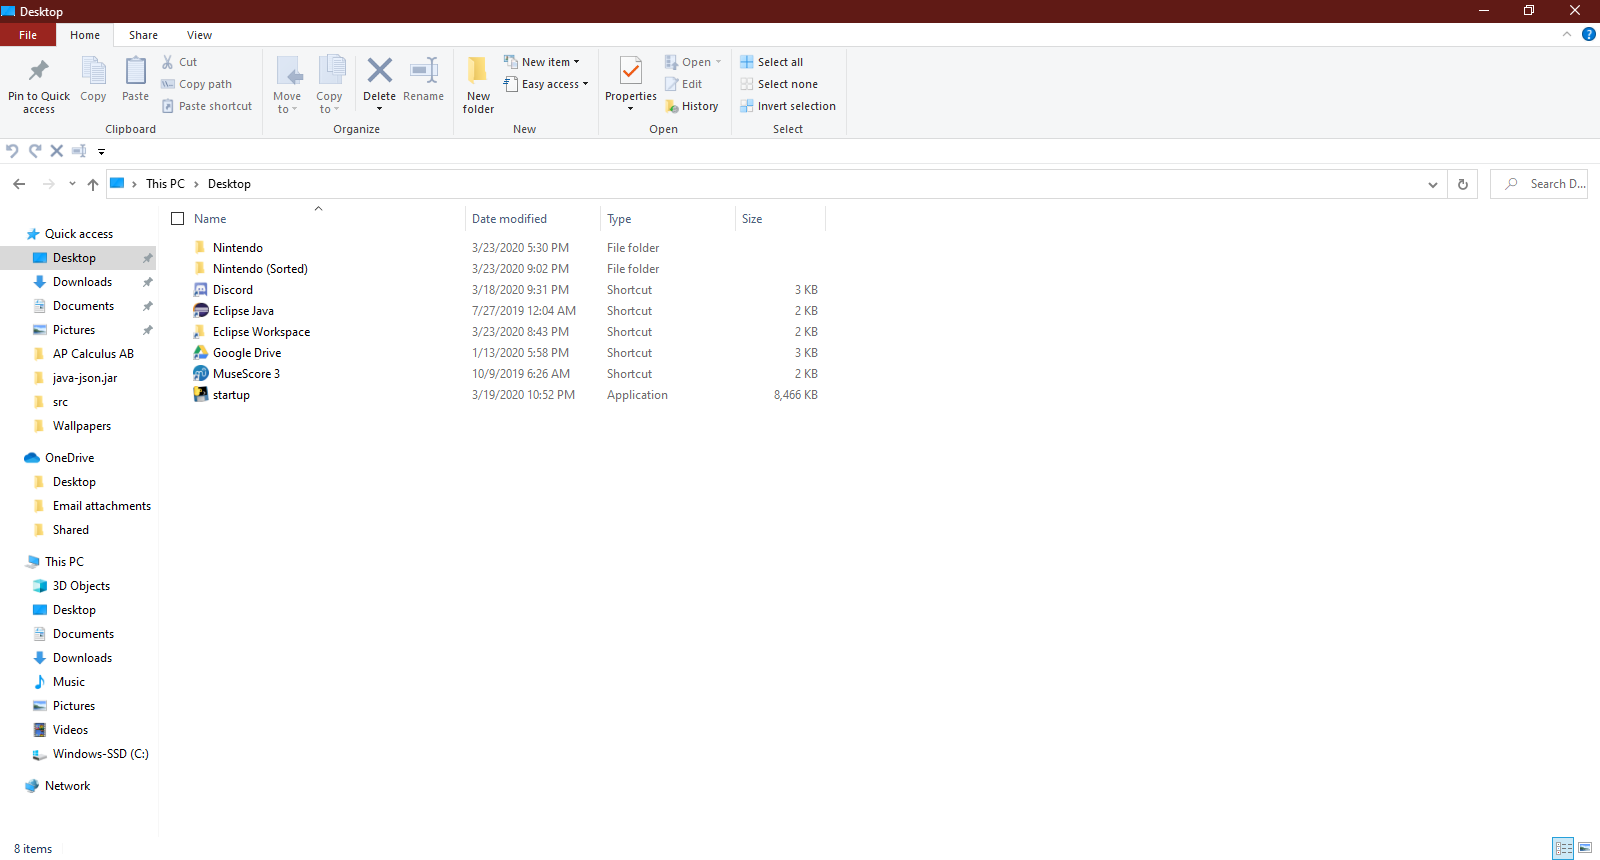 Desktop
File Home Share View
Pin to Quick access
Copy
Paste
Cut
Copy path
Paste shortcut
Clipboard
Move to
Copy to
Delete
Rename
Organize
New folder
New item
Easy access
New
Properties
Open
Edit
History
Open
Select all
Select none
Invert selection
Select
This PC > Desktop
Search D...
Name Date modified Type Size
Nintendo 3/23/2020 5:30 PM File folder
Nintendo (Sorted) 3/23/2020 9:02 PM File folder
Discord 3/18/2020 9:31 PM Shortcut 3 KB
Eclipse Java 7/27/2019 12:04 AM Shortcut 2 KB
Eclipse Workspace 3/23/2020 8:43 PM Shortcut 2 KB
Google Drive 1/13/2020 5:58 PM Shortcut 3 KB
MuseScore 3 10/9/2019 6:26 AM Shortcut 2 KB
startup 3/19/2020 10:52 PM Application 8,466 KB
Quick access
Desktop
Downloads
Documents
Pictures
AP Calculus AB
java-json.jar
src
Wallpapers
OneDrive
Desktop
Email attachments
Shared
This PC
3D Objects
Desktop
Documents
Downloads
Music
Pictures
Videos
Windows-SSD (C:)
Network
8 items